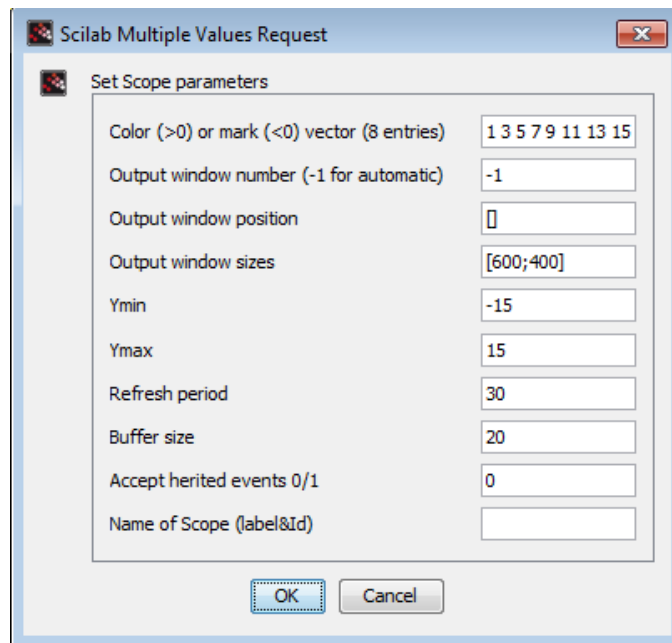 Scilab Multiple Values Request
Set Scope parameters
Color (>0) or mark (<0) vector (8 entries) 1 3 5 7 9 11 13 15
Output window number (-1 for automatic) -1
Output window position []
Output window sizes [600;400]
Ymin -15
Ymax 15
Refresh period 30
Buffer size 20
Accept herited events 0/1 0
Name of Scope (label&Id)
OK Cancel